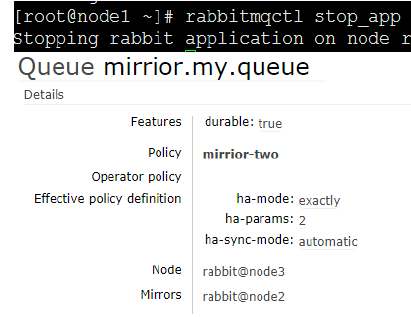 [root@node1 ~]# rabbitmqctl stop_app
Stopping rabbit application on node r
Queue mirrior.my.queue
Details
Features durable: true
Policy mirrior-two
Operator policy
Effective policy definition ha-mode: exactly
ha-params: 2
ha-sync-mode: automatic
Node rabbit@node3
Mirrors rabbit@node2